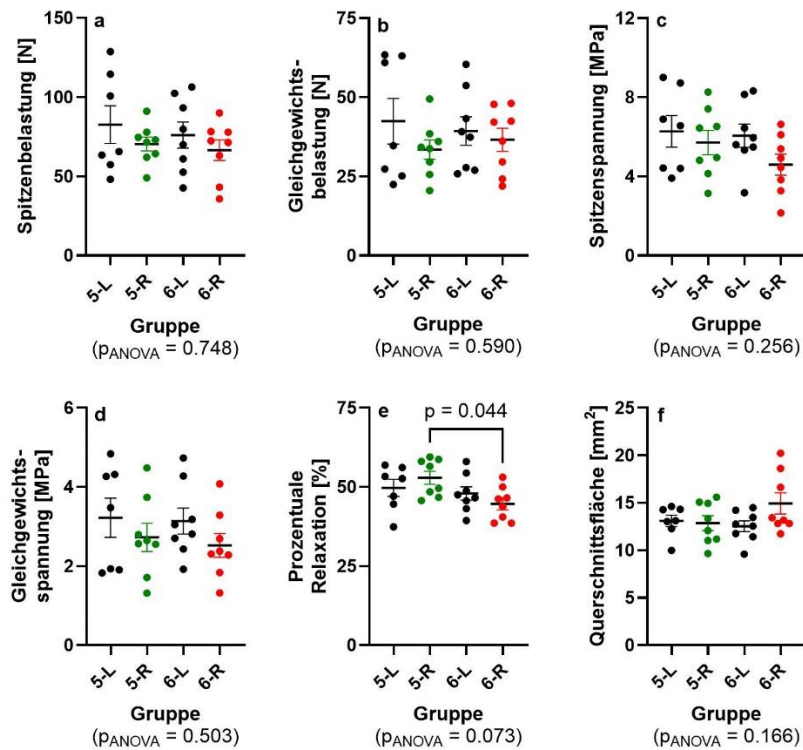 a
Spitzenbelastung [N]
150
100
50
0
5-L 5-R 6-L 6-R
Gruppe
(pANOVA = 0.748)
b
Gleichgewichts-
belastung [N]
75
50
25
0
5-L 5-R 6-L 6-R
Gruppe
(pANOVA = 0.590)
c
Spitzenspannung [MPa]
12
8
4
0
5-L 5-R 6-L 6-R
Gruppe
(pANOVA = 0.256)
d
Gleichgewichts-
spannung [MPa]
6
4
2
0
5-L 5-R 6-L 6-R
Gruppe
(pANOVA = 0.503)
e
p = 0.044
Prozentuale
Relaxation [%]
75
50
25
0
5-L 5-R 6-L 6-R
Gruppe
(pANOVA = 0.073)
f
Querschnittsfläche [mm²]
25
20
15
10
5
0
5-L 5-R 6-L 6-R
Gruppe
(pANOVA = 0.166)